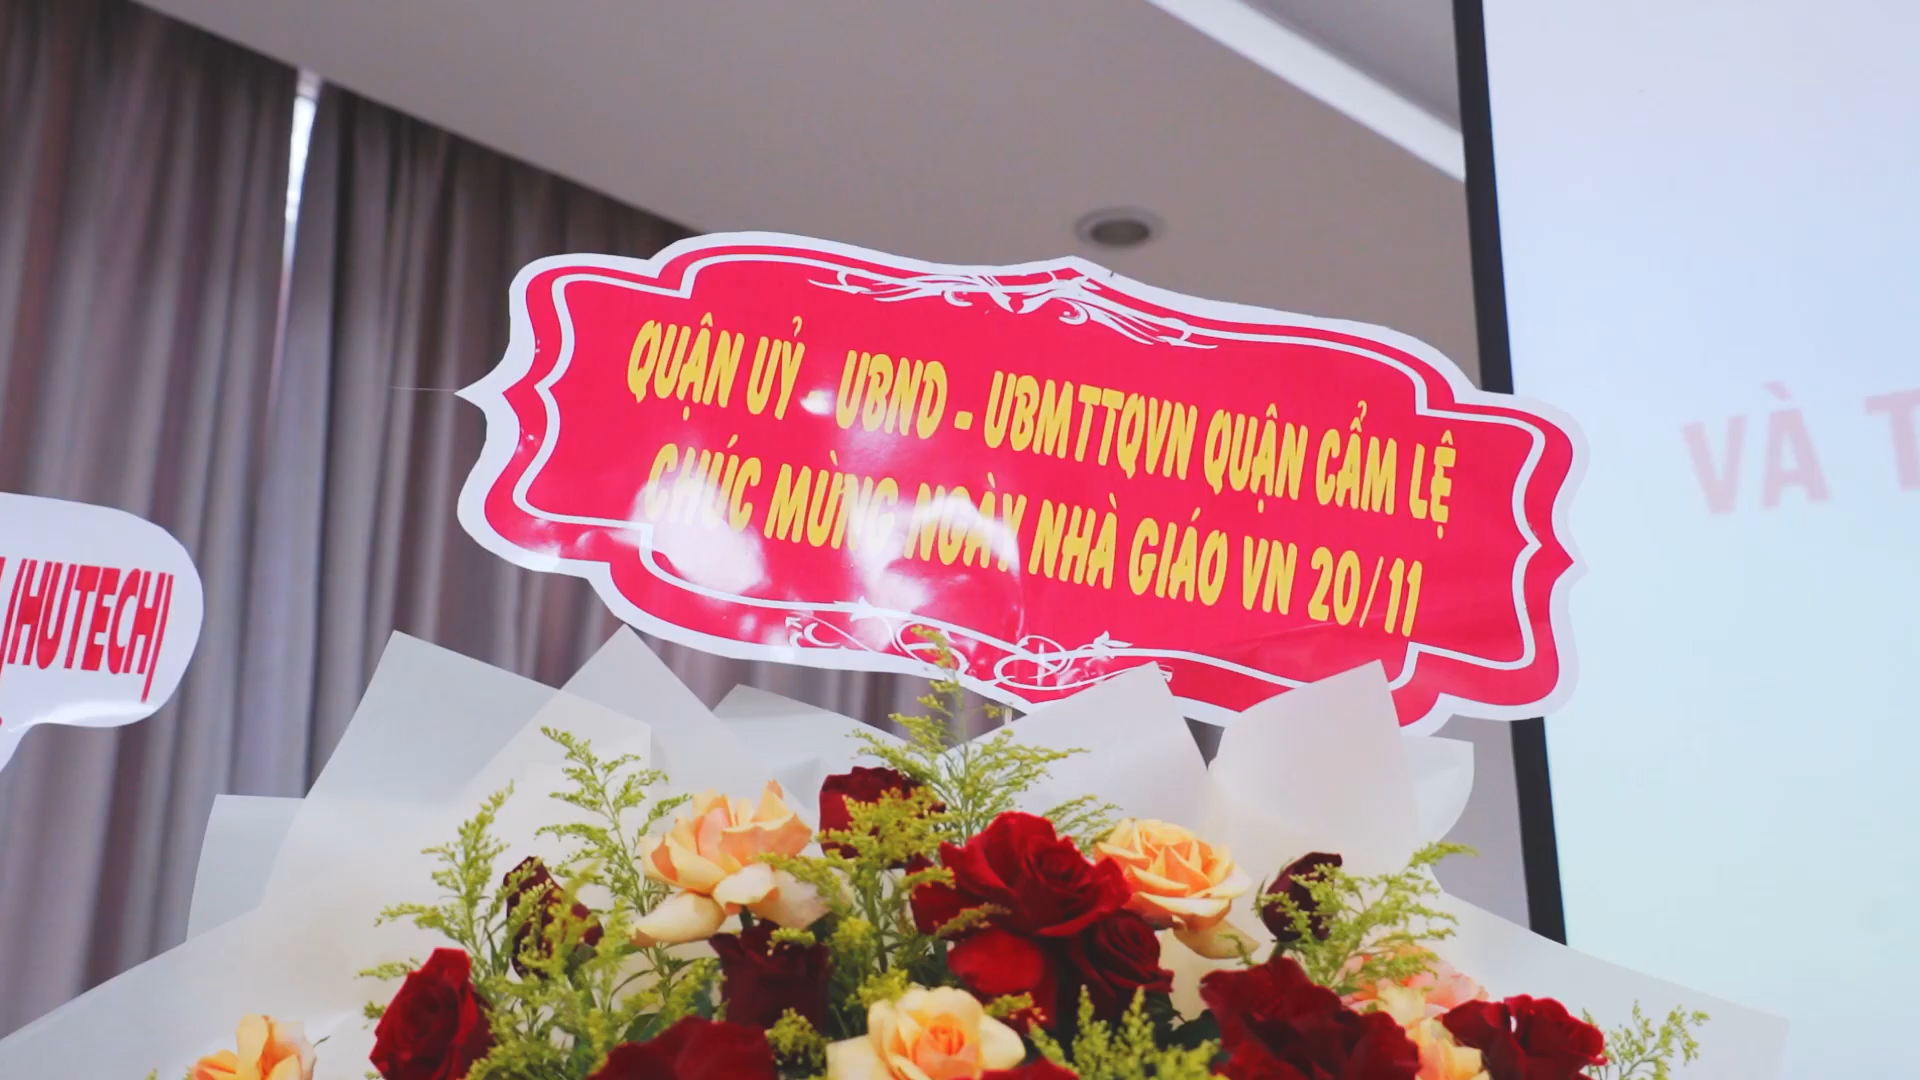 QUẬN UỶ - UBND - UBMTTQVN QUẬN CẨM LỆ
CHÚC MỪNG NGÀY NHÀ GIÁO VN 20/11
(HUTECH)
VÀ T